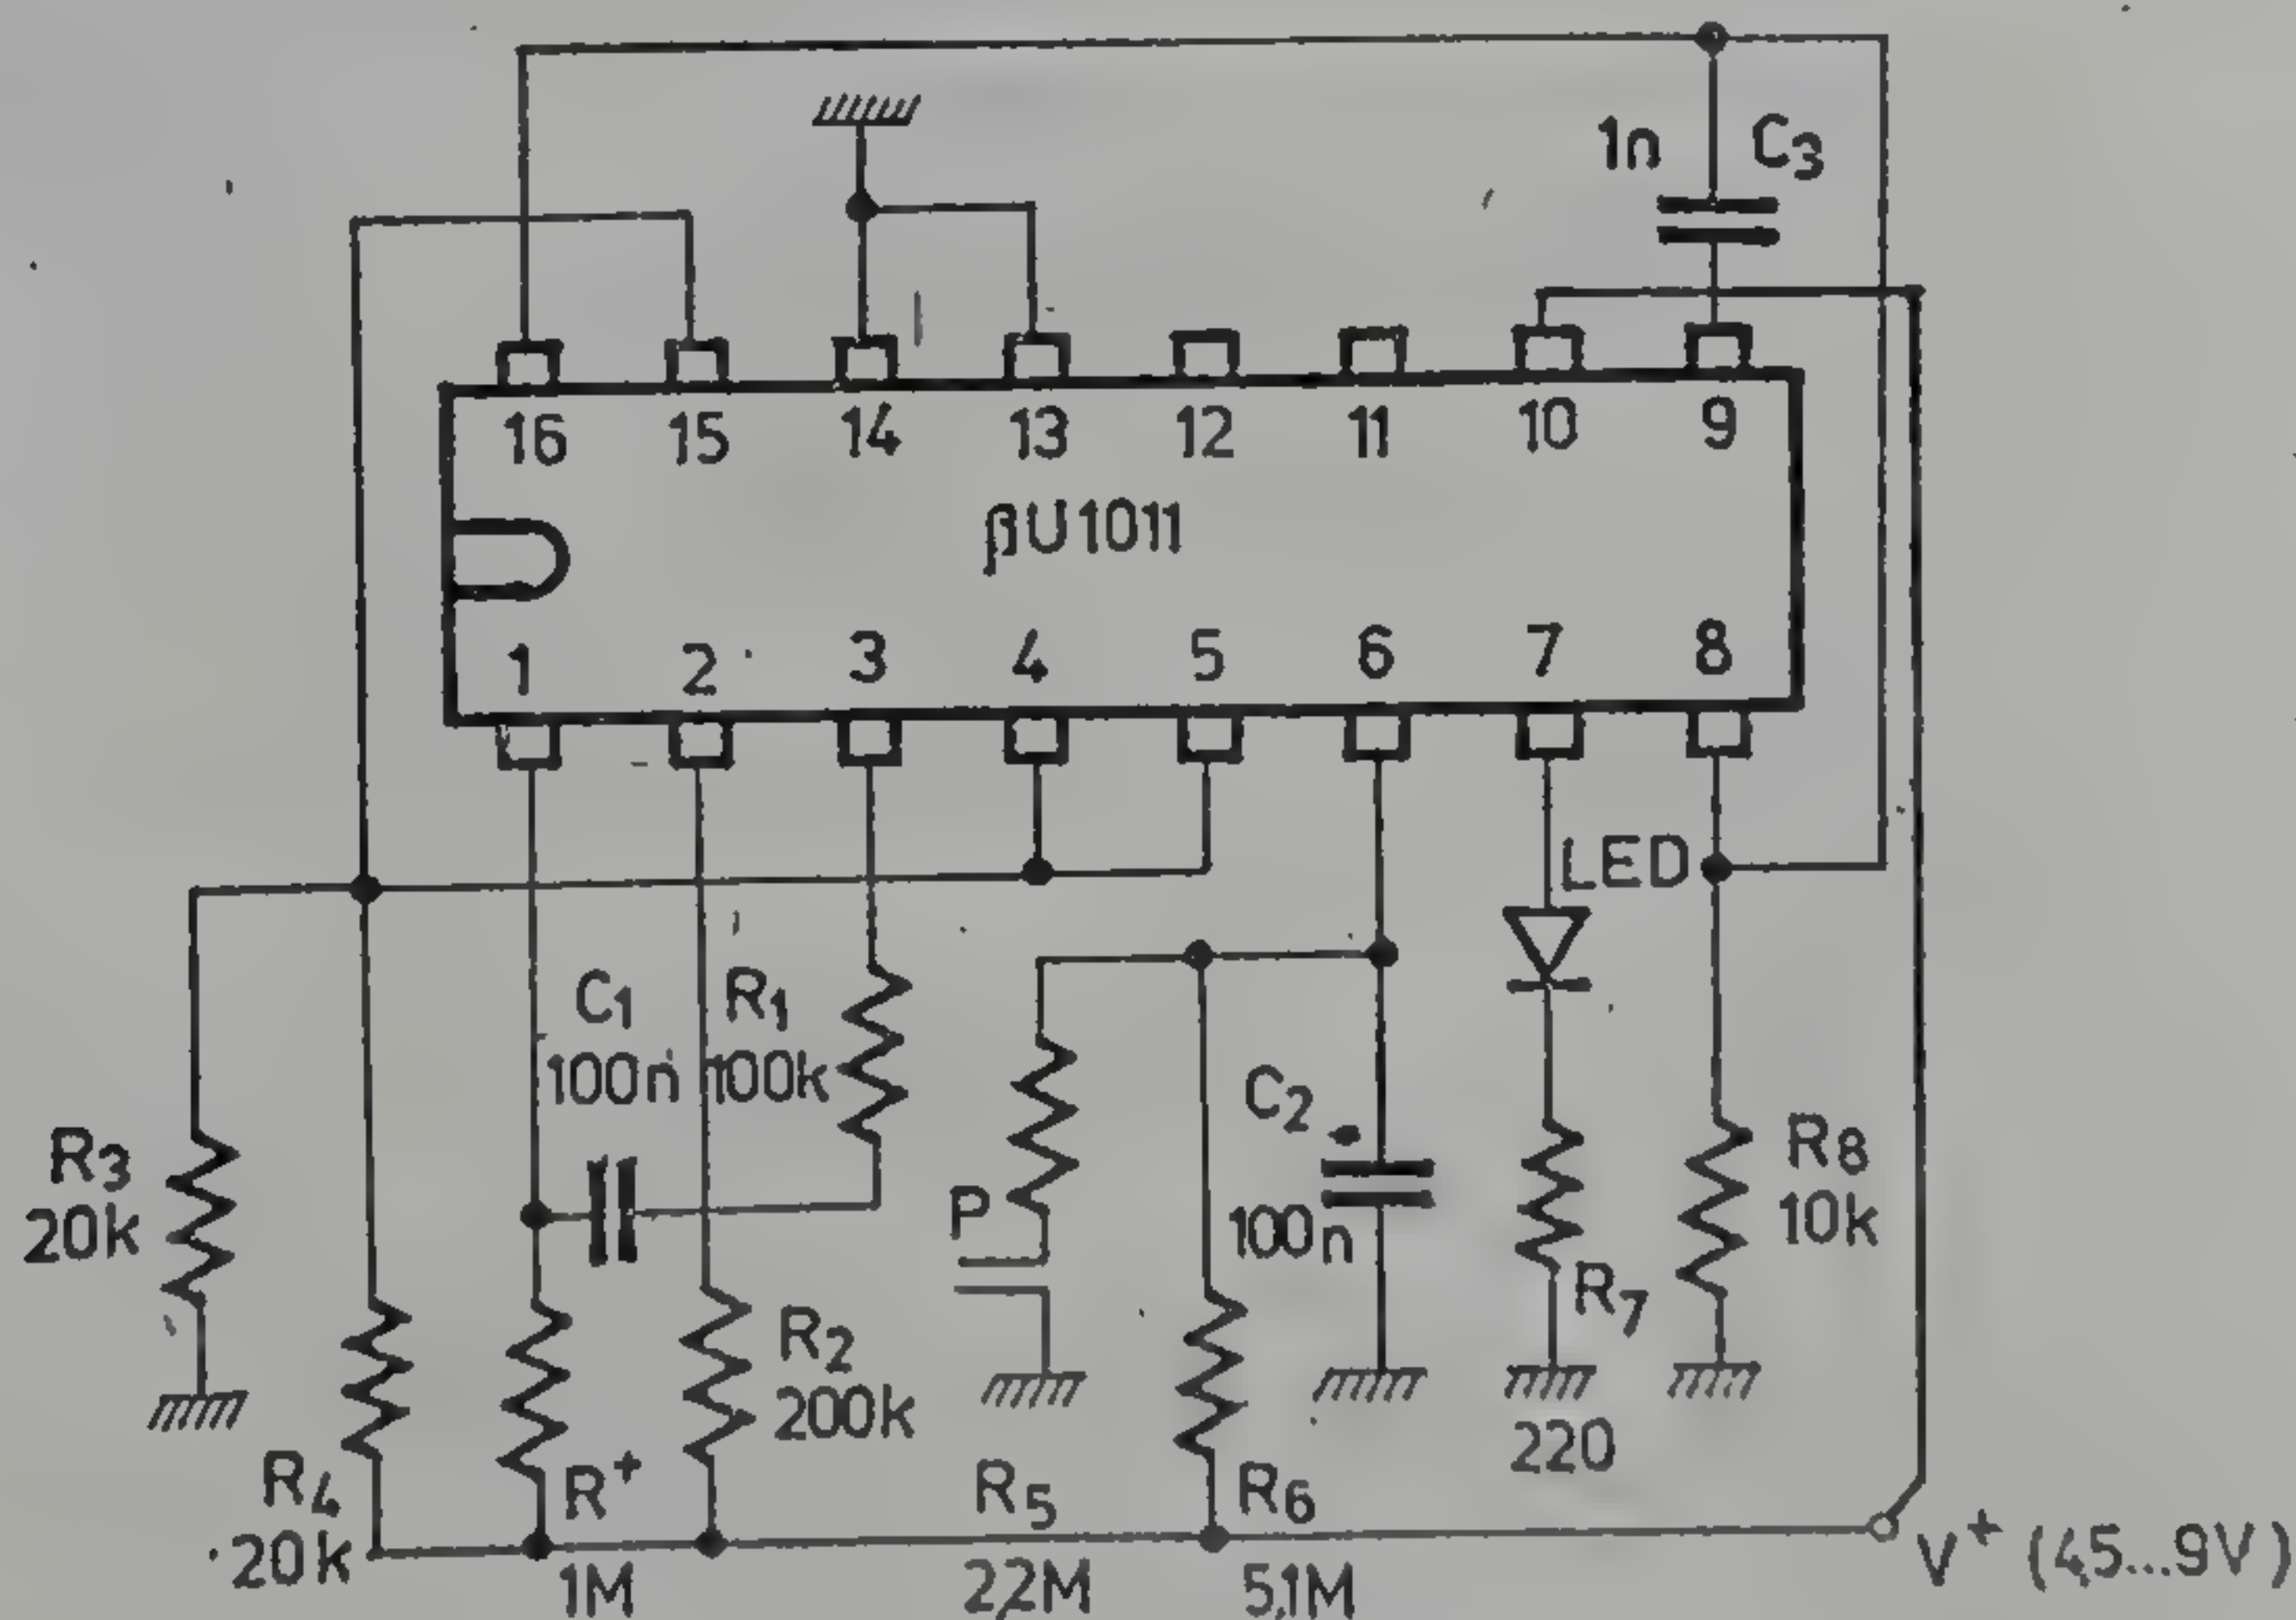 1n C3
16 15 14 13 12 11 10 9
βU1011
1 2 3 4 5 6 7 8
LED
C1
100n
R1
100k
C2
100n
R3
20k
P
R8
10k
R2
200k
R7
220
R4
20k
R+
1M
R5
22M
R6
5,1M
V+ (4,5...9V)